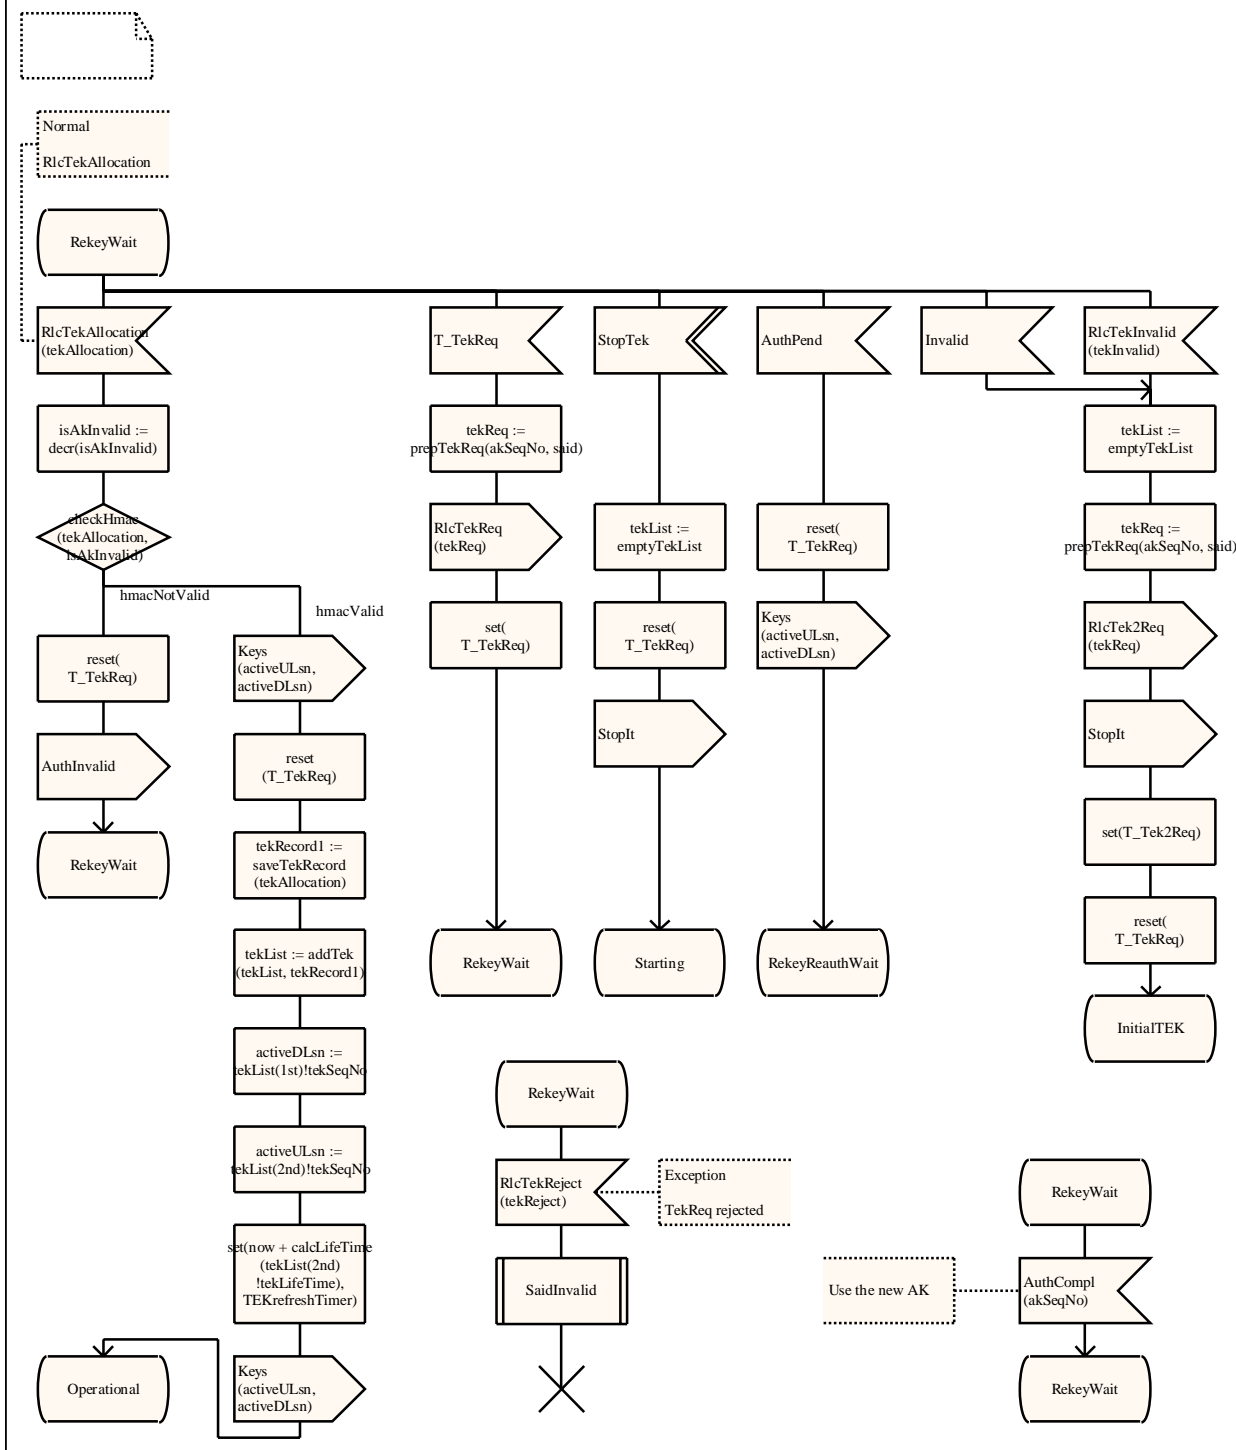 Normal
RlcTekAllocation
RekeyWait
RlcTekAllocation
(tekAllocation)
isAkInvalid :=
decr(isAkInvalid)
checkHmac
(tekAllocation,
isAkInvalid)
hmacNotValid
hmacValid
reset(
T_TekReq)
AuthInvalid
RekeyWait
Keys
(activeULsn,
activeDLsn)
reset
(T_TekReq)
tekRecord1 :=
saveTekRecord
(tekAllocation)
tekList := addTek
(tekList, tekRecord1)
activeDLsn :=
tekList(1st)!tekSeqNo
activeULsn :=
tekList(2nd)!tekSeqNo
set(now + calcLifeTime
(tekList(2nd)
!tekLifeTime),
TEKrefreshTimer)
Keys
(activeULsn,
activeDLsn)
Operational
T_TekReq
tekReq :=
prepTekReq(akSeqNo, said)
RlcTekReq
(tekReq)
set(
T_TekReq)
RekeyWait
StopTek
tekList :=
emptyTekList
reset(
T_TekReq)
StopIt
Starting
AuthPend
reset(
T_TekReq)
Keys
(activeULsn,
activeDLsn)
RekeyReauthWait
Invalid
RlcTekInvalid
(tekInvalid)
tekList :=
emptyTekList
tekReq :=
prepTekReq(akSeqNo, said)
RlcTek2Req
(tekReq)
StopIt
set(T_Tek2Req)
reset(
T_TekReq)
InitialTEK
RekeyWait
RlcTekReject
(tekReject)
Exception
TekReq rejected
SaidInvalid
RekeyWait
Use the new AK
AuthCompl
(akSeqNo)
RekeyWait